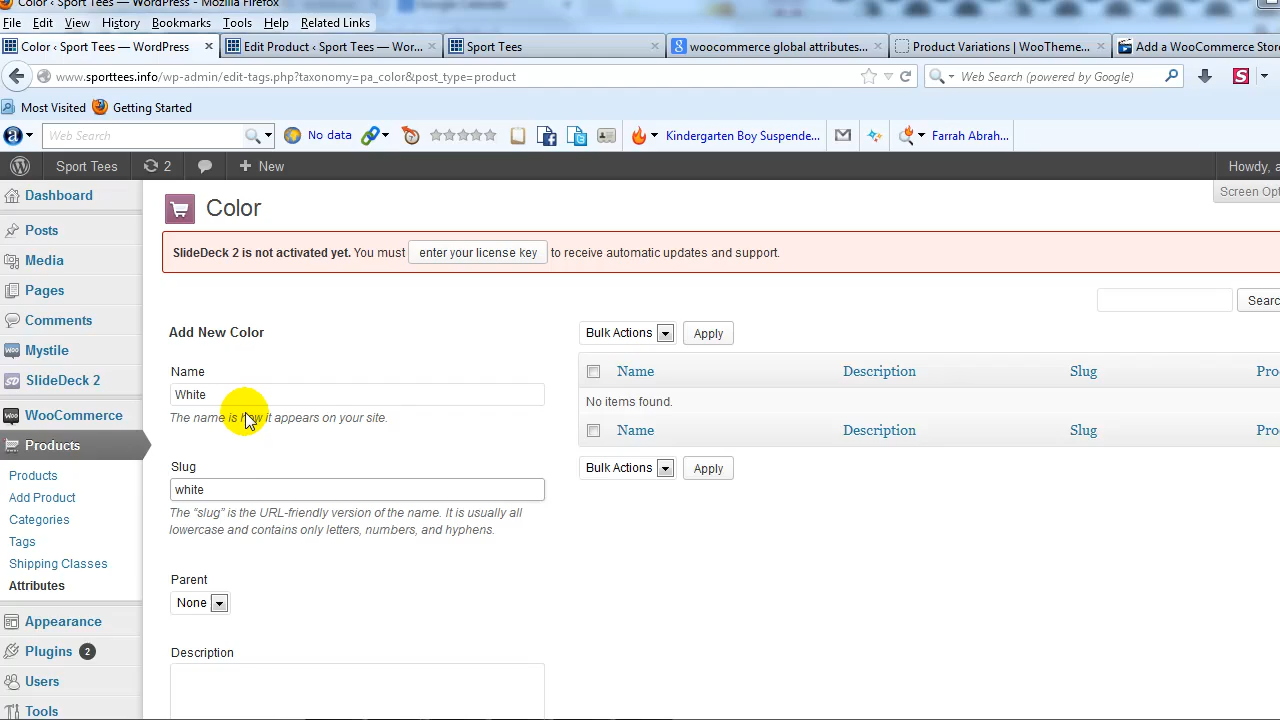 Color ‹ Sport Tees — WordPress - Mozilla Firefox
File Edit View History Bookmarks Tools Help Related Links
Color ‹ Sport Tees — WordPress × Edit Product ‹ Sport Tees — Wor... × Sport Tees × woocommerce global attributes... × Product Variations | WooTheme... × Add a WooCommerce Store
www.sporttees.info/wp-admin/edit-tags.php?taxonomy=pa_color&post_type=product Web Search (powered by Google) S
Most Visited Getting Started
a Web Search No data Kindergarten Boy Suspende... Farrah Abrah...
Sport Tees 2 + New Howdy, a
Screen Opt
Dashboard
Posts
Media
Pages
Comments
Mystile
SlideDeck 2
WooCommerce
Products
Products
Add Product
Categories
Tags
Shipping Classes
Attributes
Appearance
Plugins 2
Users
Tools
Color
SlideDeck 2 is not activated yet. You must enter your license key to receive automatic updates and support.
Searc
Add New Color
Name
White
The name is how it appears on your site.
Slug
white
The “slug” is the URL-friendly version of the name. It is usually all
lowercase and contains only letters, numbers, and hyphens.
Parent
None
Description
Bulk Actions Apply
Name Description Slug Pro
No items found.
Name Description Slug Pro
Bulk Actions Apply